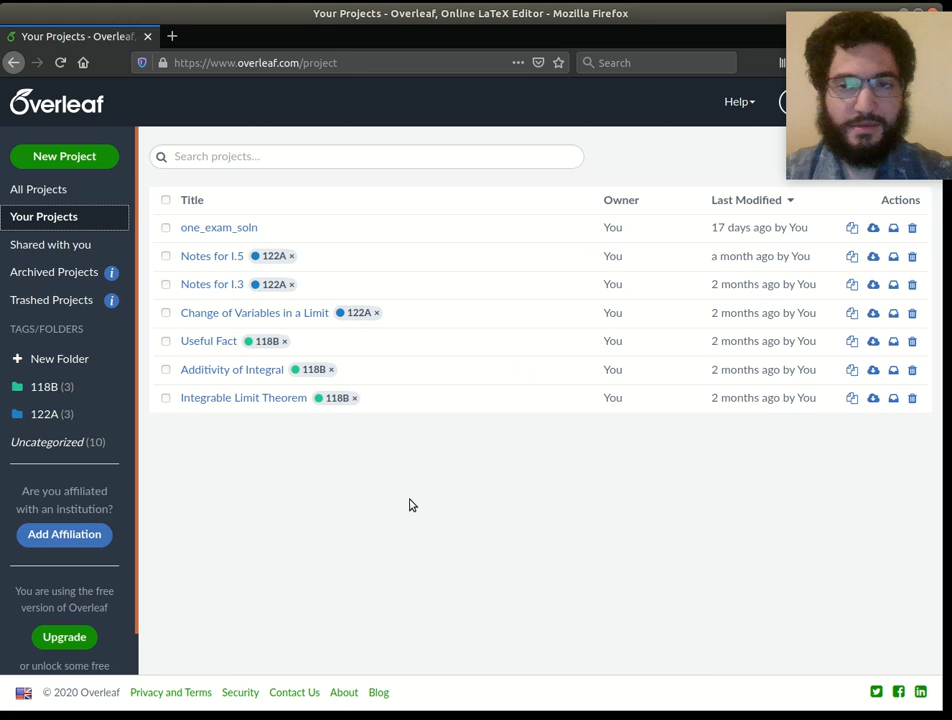 Your Projects - Overleaf, Online LaTeX Editor - Mozilla Firefox
Your Projects - Overleaf,
https://www.overleaf.com/project
Search
Overleaf
Help
New Project
Search projects...
All Projects
Your Projects
Shared with you
Archived Projects
Trashed Projects
TAGS/FOLDERS
New Folder
118B (3)
122A (3)
Uncategorized (10)
Are you affiliated
with an institution?
Add Affiliation
You are using the free
version of Overleaf
Upgrade
or unlock some free
Title Owner Last Modified Actions
one_exam_soln You 17 days ago by You
Notes for I.5 122A × You a month ago by You
Notes for I.3 122A × You 2 months ago by You
Change of Variables in a Limit 122A × You 2 months ago by You
Useful Fact 118B × You 2 months ago by You
Additivity of Integral 118B × You 2 months ago by You
Integrable Limit Theorem 118B × You 2 months ago by You
© 2020 Overleaf Privacy and Terms Security Contact Us About Blog